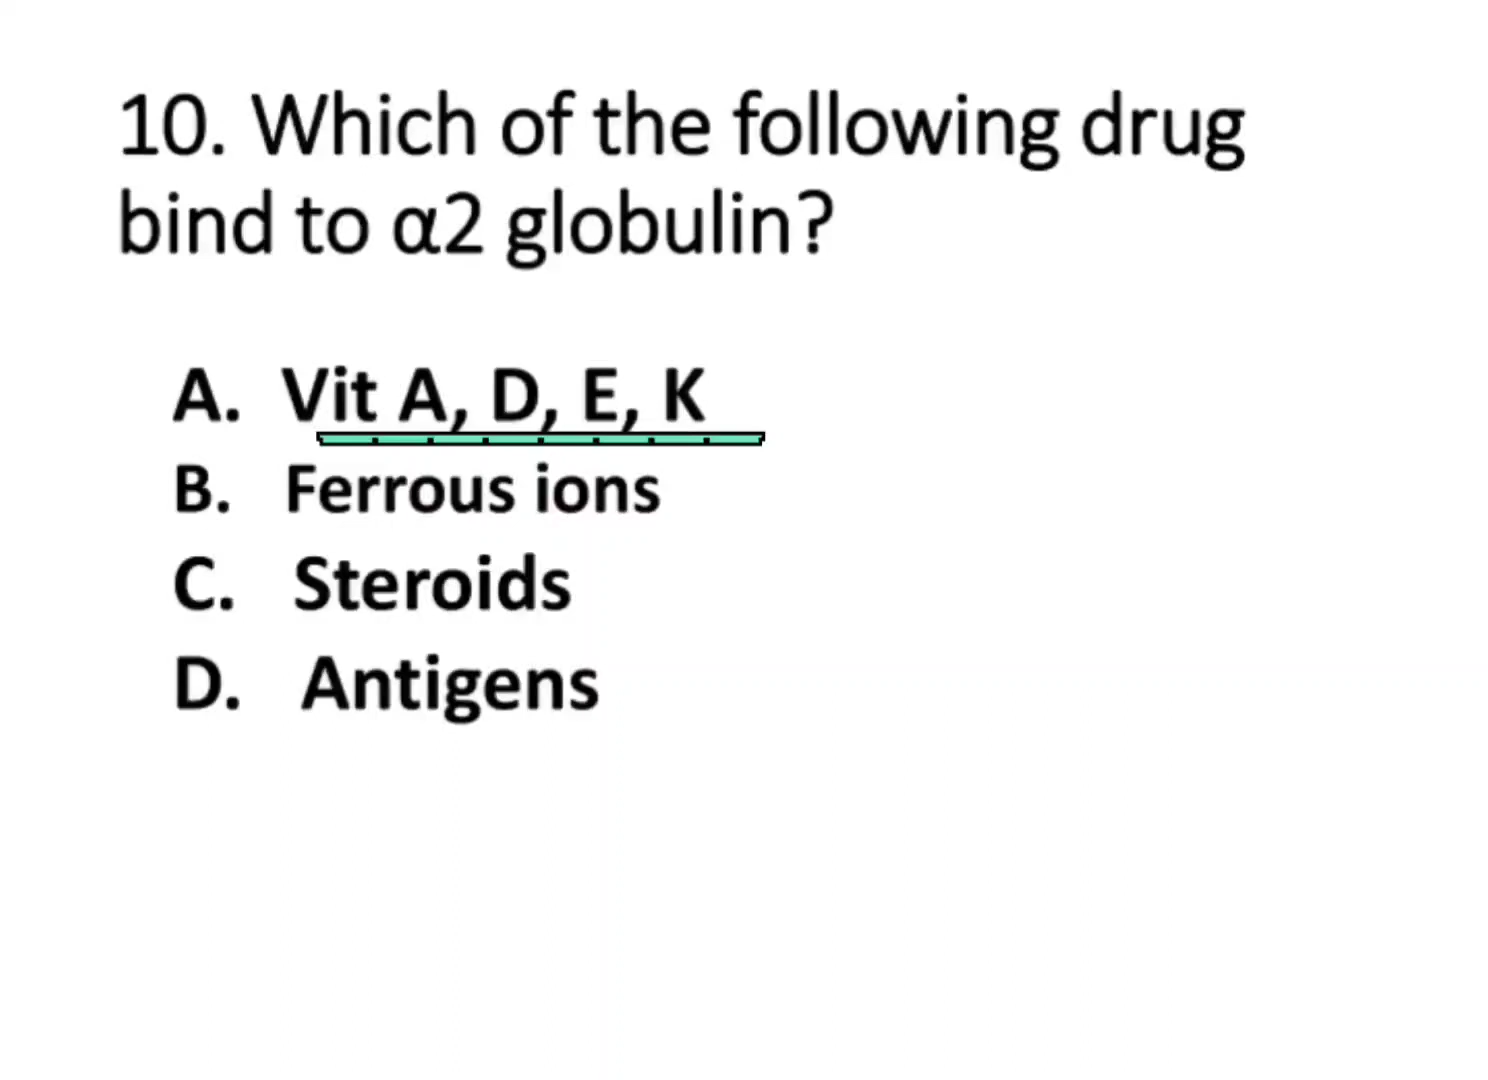 10. Which of the following drug
bind to α2 globulin?
A. Vit A, D, E, K
B. Ferrous ions
C. Steroids
D. Antigens